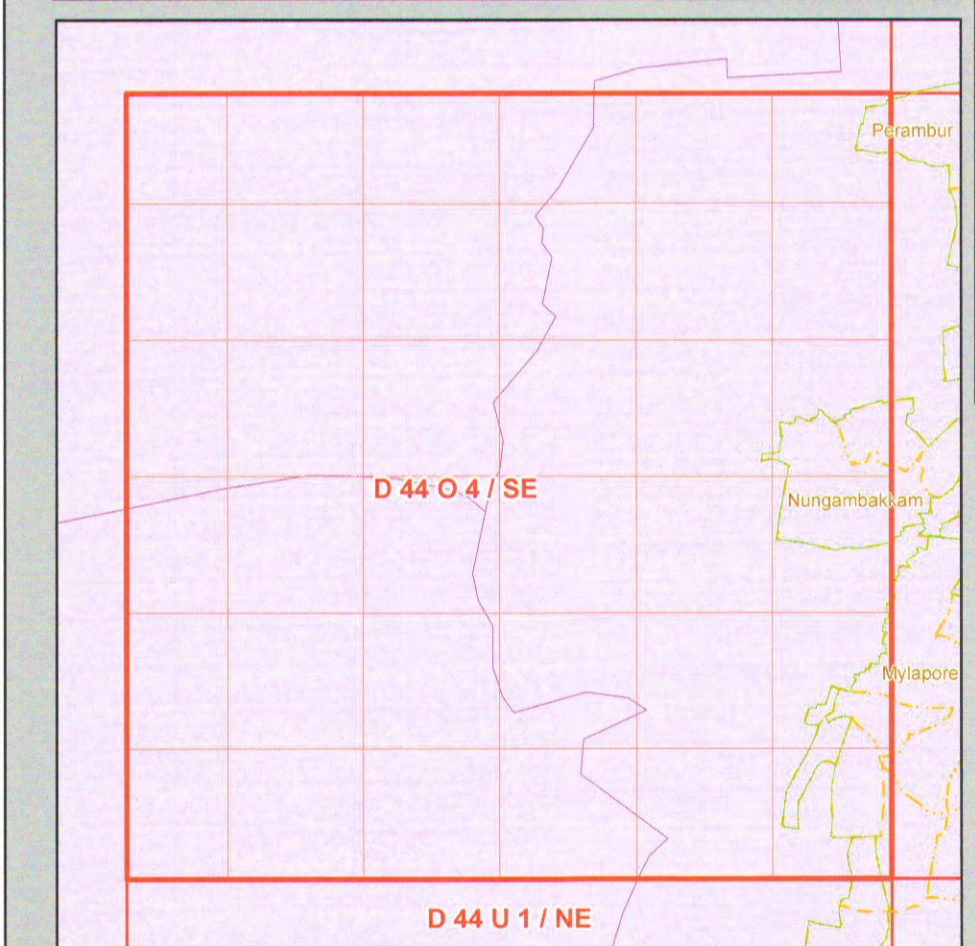 Perambur
D 44 O 4 / SE
Nungambakkam
Mylapore
D 44 U 1 / NE